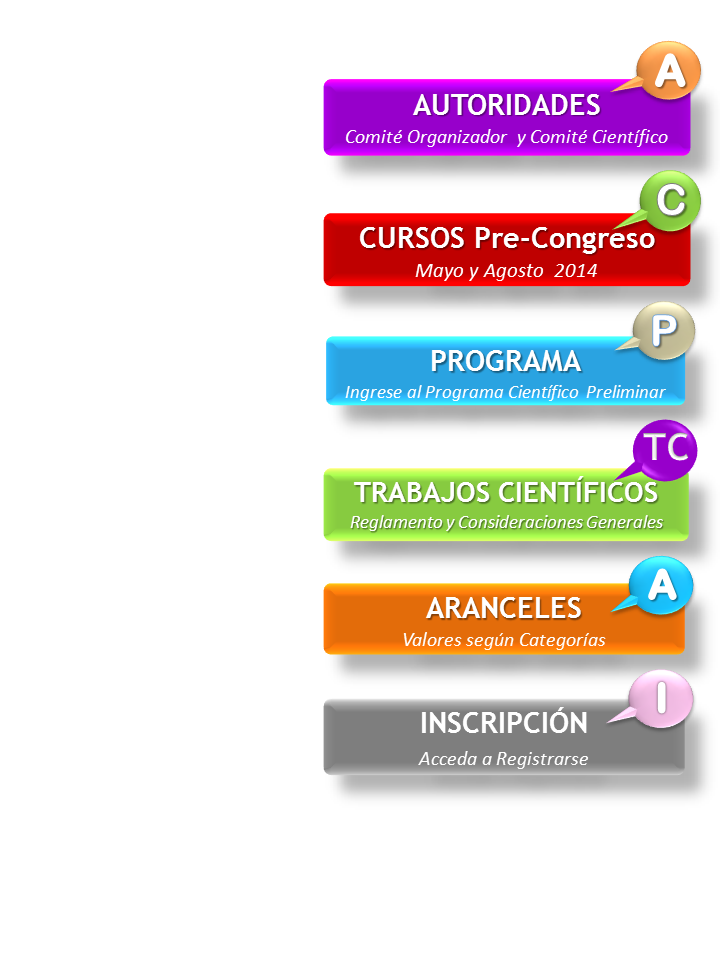 A
AUTORIDADES
Comité Organizador y Comité Científico
C
CURSOS Pre-Congreso
Mayo y Agosto 2014
P
PROGRAMA
Ingrese al Programa Científico Preliminar
TC
TRABAJOS CIENTÍFICOS
Reglamento y Consideraciones Generales
A
ARANCELES
Valores según Categorías
I
INSCRIPCIÓN
Acceda a Registrarse